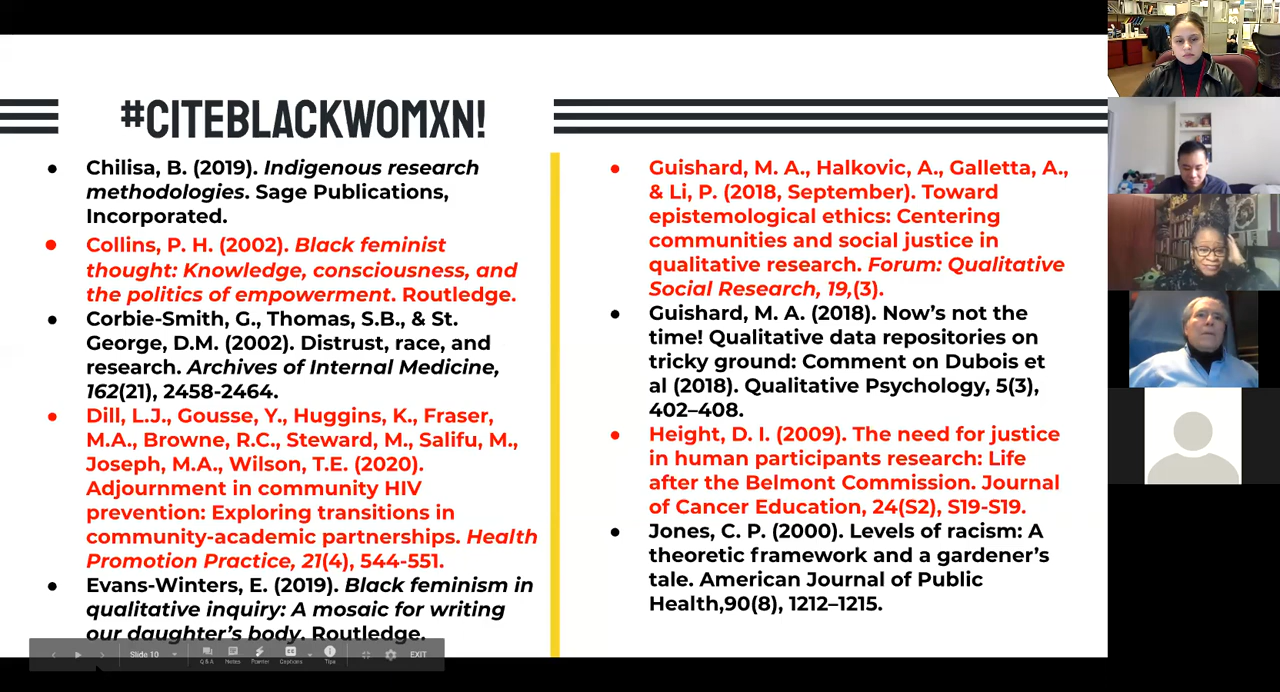 #CITEBLACKWOMXN!
Chilisa, B. (2019). Indigenous research
methodologies. Sage Publications,
Incorporated.
Collins, P. H. (2002). Black feminist
thought: Knowledge, consciousness, and
the politics of empowerment. Routledge.
Corbie-Smith, G., Thomas, S.B., & St.
George, D.M. (2002). Distrust, race, and
research. Archives of Internal Medicine,
162(21), 2458-2464.
Dill, L.J., Gousse, Y., Huggins, K., Fraser,
M.A., Browne, R.C., Steward, M., Salifu, M.,
Joseph, M.A., Wilson, T.E. (2020).
Adjournment in community HIV
prevention: Exploring transitions in
community-academic partnerships. Health
Promotion Practice, 21(4), 544-551.
Evans-Winters, E. (2019). Black feminism in
qualitative inquiry: A mosaic for writing
our daughter's body. Routledge.
Guishard, M. A., Halkovic, A., Galletta, A.,
& Li, P. (2018, September). Toward
epistemological ethics: Centering
communities and social justice in
qualitative research. Forum: Qualitative
Social Research, 19,(3).
Guishard, M. A. (2018). Now’s not the
time! Qualitative data repositories on
tricky ground: Comment on Dubois et
al (2018). Qualitative Psychology, 5(3),
402–408.
Height, D. I. (2009). The need for justice
in human participants research: Life
after the Belmont Commission. Journal
of Cancer Education, 24(S2), S19-S19.
Jones, C. P. (2000). Levels of racism: A
theoretic framework and a gardener’s
tale. American Journal of Public
Health,90(8), 1212–1215.
Slide 10
Q & A
Notes
Pointer
Captions
Tips
EXIT